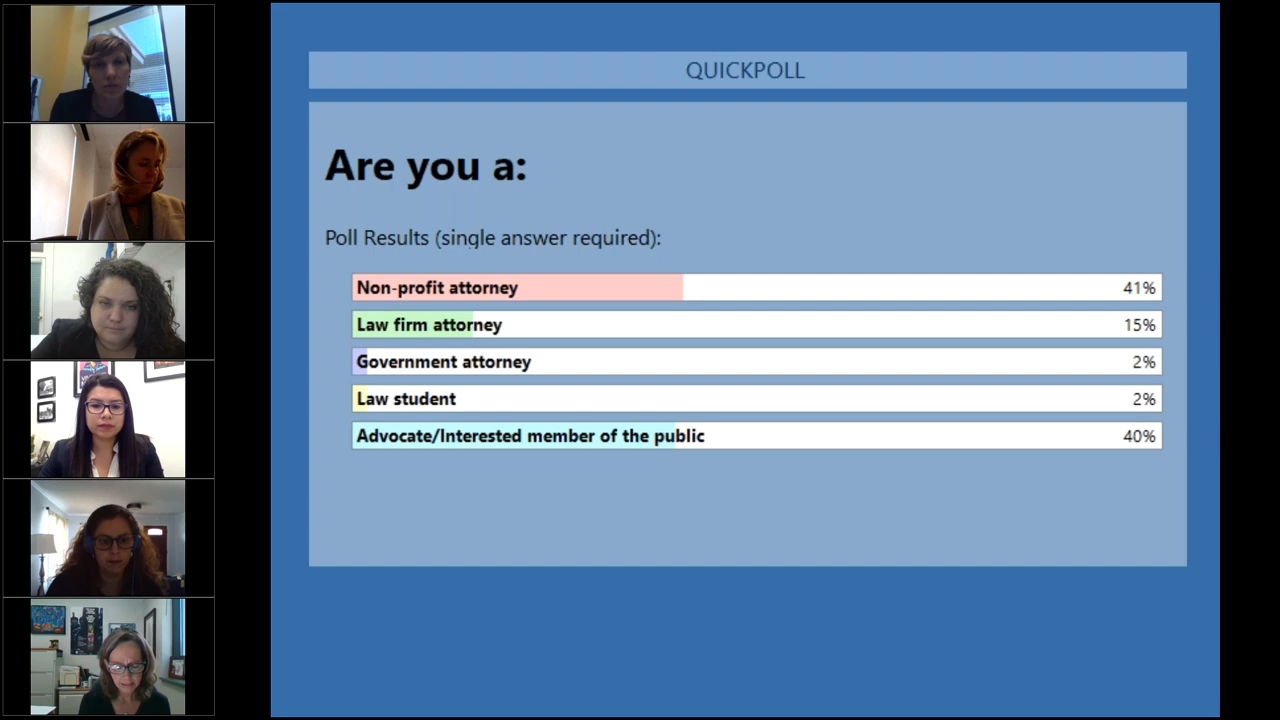 QUICKPOLL
Are you a:
Poll Results (single answer required):
Non-profit attorney 41%
Law firm attorney 15%
Government attorney 2%
Law student 2%
Advocate/Interested member of the public 40%